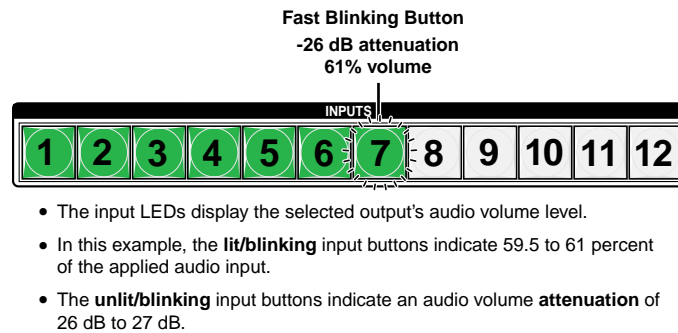 Fast Blinking Button
-26 dB attenuation
61% volume
INPUTS
1 2 3 4 5 6 7 8 9 10 11 12
• The input LEDs display the selected output's audio volume level.
• In this example, the lit/blinking input buttons indicate 59.5 to 61 percent
of the applied audio input.
• The unlit/blinking input buttons indicate an audio volume attenuation of
26 dB to 27 dB.